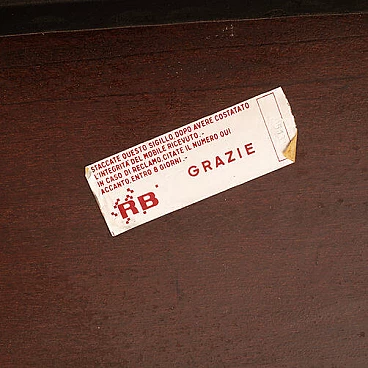 STACCATE QUESTO SIGILLO DOPO AVERE COSTATATO
L'INTEGRITA' DEL MOBILE RICEVUTO.-
IN CASO DI RECLAMO, CITATE IL NUMERO QUI
ACCANTO, ENTRO 8 GIORNI.-
GRAZIE
RB